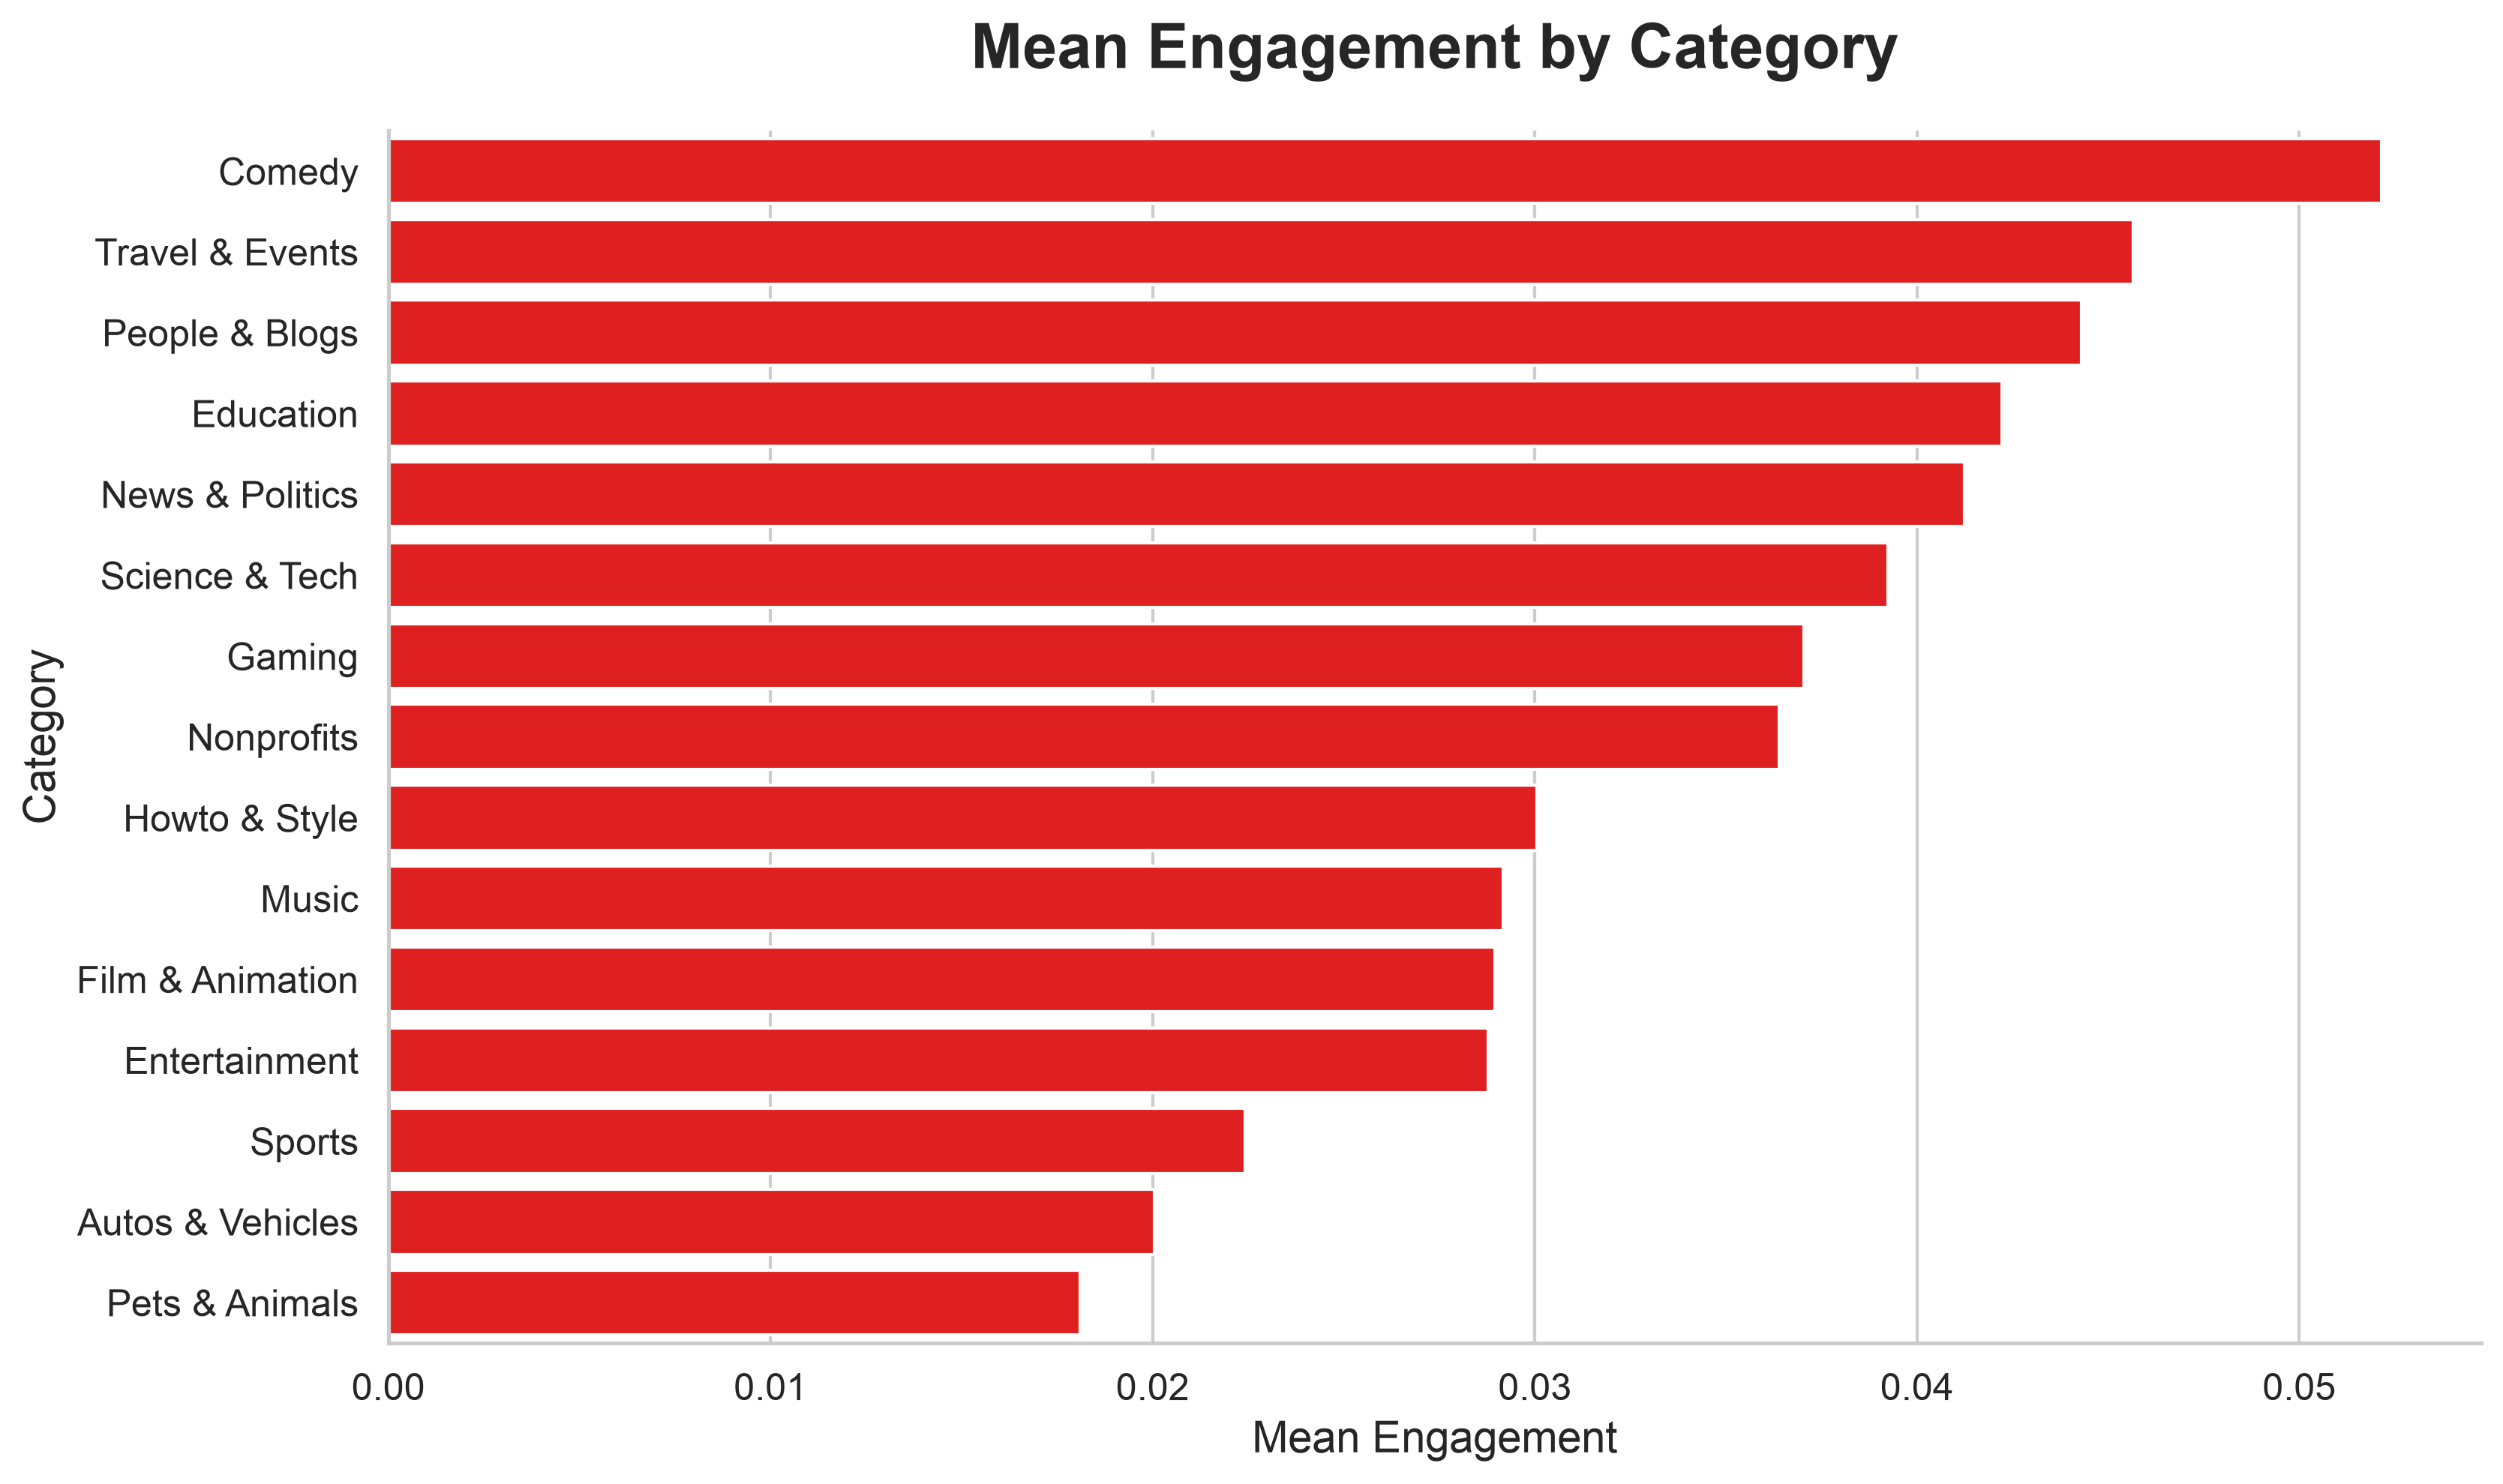 Mean Engagement by Category
Category
Comedy
Travel & Events
People & Blogs
Education
News & Politics
Science & Tech
Gaming
Nonprofits
Howto & Style
Music
Film & Animation
Entertainment
Sports
Autos & Vehicles
Pets & Animals
0.00 0.01 0.02 0.03 0.04 0.05
Mean Engagement